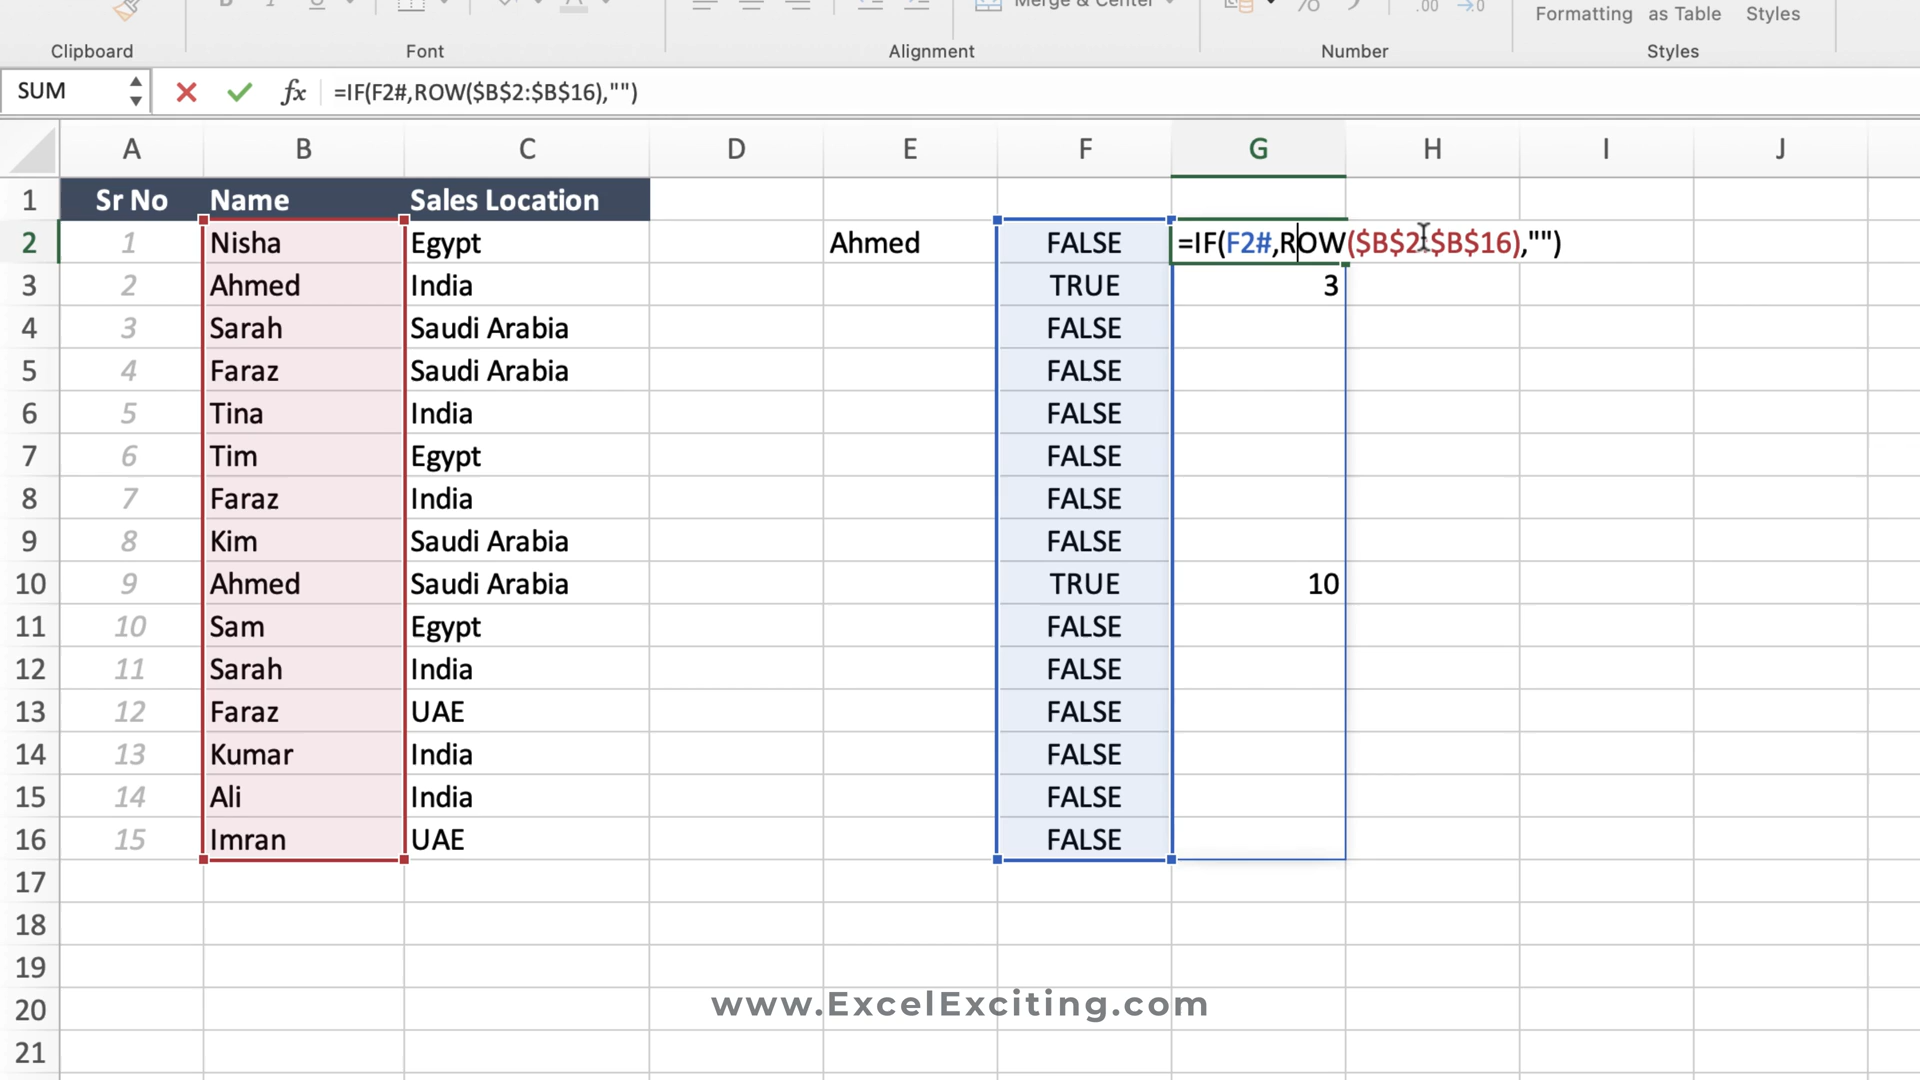 Merge & Center
Formatting as Table Styles
Clipboard Font Alignment Number Styles
SUM fx =IF(F2#,ROW($B$2:$B$16),"")
A B C D E F G H I J
1 Sr No Name Sales Location
2 1 Nisha Egypt Ahmed FALSE =IF(F2#,ROW($B$2:$B$16),"")
3 2 Ahmed India TRUE 3
4 3 Sarah Saudi Arabia FALSE
5 4 Faraz Saudi Arabia FALSE
6 5 Tina India FALSE
7 6 Tim Egypt FALSE
8 7 Faraz India FALSE
9 8 Kim Saudi Arabia FALSE
10 9 Ahmed Saudi Arabia TRUE 10
11 10 Sam Egypt FALSE
12 11 Sarah India FALSE
13 12 Faraz UAE FALSE
14 13 Kumar India FALSE
15 14 Ali India FALSE
16 15 Imran UAE FALSE
17
18
19
20
www.ExcelExciting.com
21